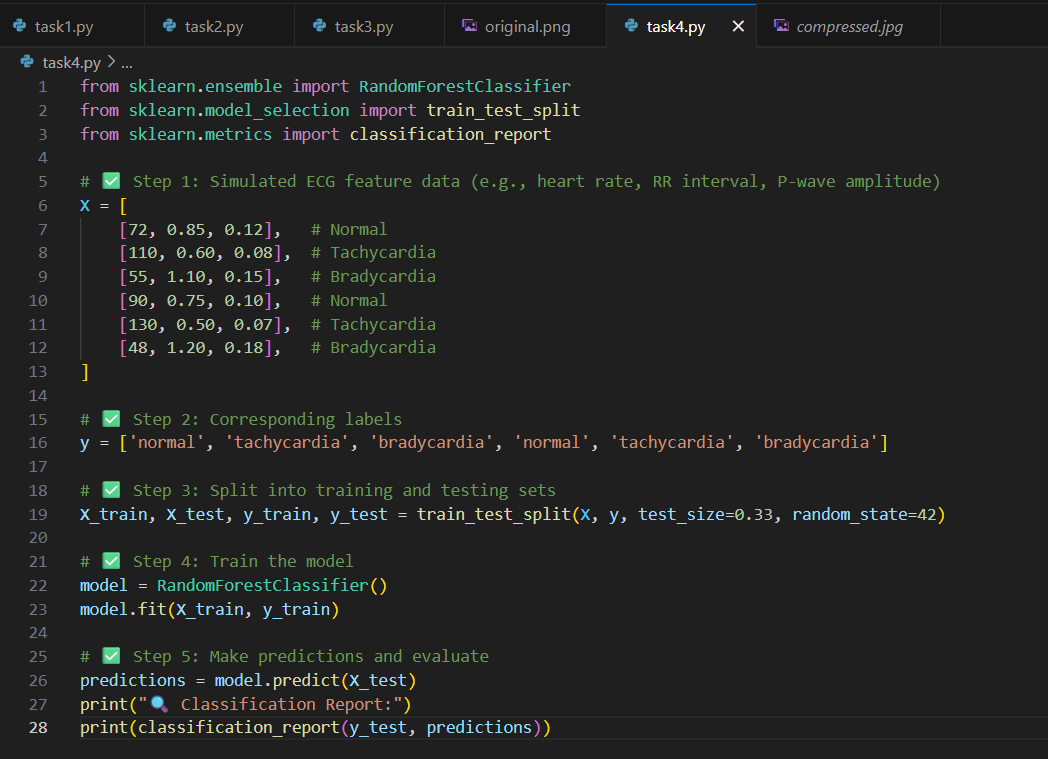 task1.py task2.py task3.py original.png task4.py compressed.jpg
task4.py > ...
1 from sklearn.ensemble import RandomForestClassifier
2 from sklearn.model_selection import train_test_split
3 from sklearn.metrics import classification_report
4
5 # ✅ Step 1: Simulated ECG feature data (e.g., heart rate, RR interval, P-wave amplitude)
6 X = [
7     [72, 0.85, 0.12],   # Normal
8     [110, 0.60, 0.08],  # Tachycardia
9     [55, 1.10, 0.15],   # Bradycardia
10     [90, 0.75, 0.10],   # Normal
11     [130, 0.50, 0.07],  # Tachycardia
12     [48, 1.20, 0.18],   # Bradycardia
13 ]
14
15 # ✅ Step 2: Corresponding labels
16 y = ['normal', 'tachycardia', 'bradycardia', 'normal', 'tachycardia', 'bradycardia']
17
18 # ✅ Step 3: Split into training and testing sets
19 X_train, X_test, y_train, y_test = train_test_split(X, y, test_size=0.33, random_state=42)
20
21 # ✅ Step 4: Train the model
22 model = RandomForestClassifier()
23 model.fit(X_train, y_train)
24
25 # ✅ Step 5: Make predictions and evaluate
26 predictions = model.predict(X_test)
27 print("🔍 Classification Report:")
28 print(classification_report(y_test, predictions))